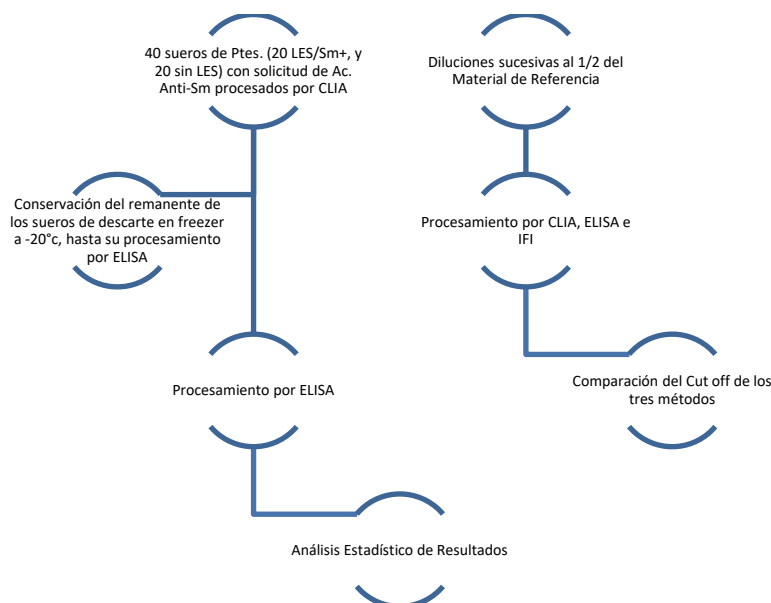 40 sueros de Ptes. (20 LES/Sm+, y
20 sin LES) con solicitud de Ac.
Anti-Sm procesados por CLIA
Diluciones sucesivas al 1/2 del
Material de Referencia
Conservación del remanente de
los sueros de descarte en freezer
a -20°c, hasta su procesamiento
por ELISA
Procesamiento por CLIA, ELISA e
IFI
Procesamiento por ELISA
Comparación del Cut off de los
tres métodos
Análisis Estadístico de Resultados